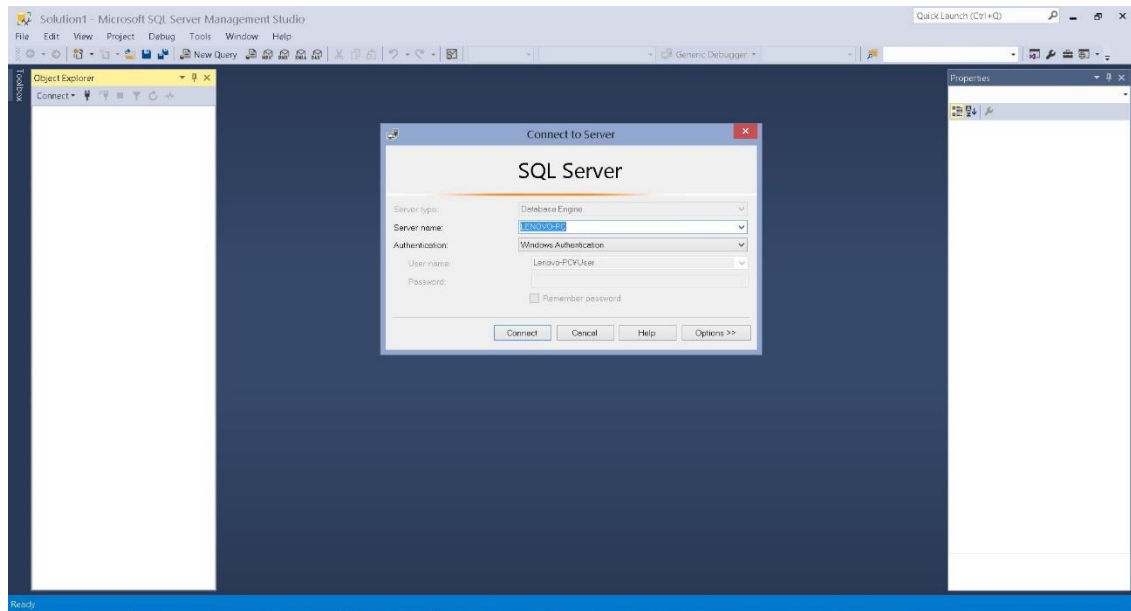 Solution1 - Microsoft SQL Server Management Studio
Quick Launch (Ctrl+Q)
File Edit View Project Debug Tools Window Help
New Query
Generic Debugger
Toolbox
Object Explorer
Connect
Properties
Connect to Server
SQL Server
Server type: Database Engine
Server name: LENOVO-PC
Authentication: Windows Authentication
User name: Lenovo-PC¥User
Password:
Remember password
Connect Cancel Help Options >>
Ready